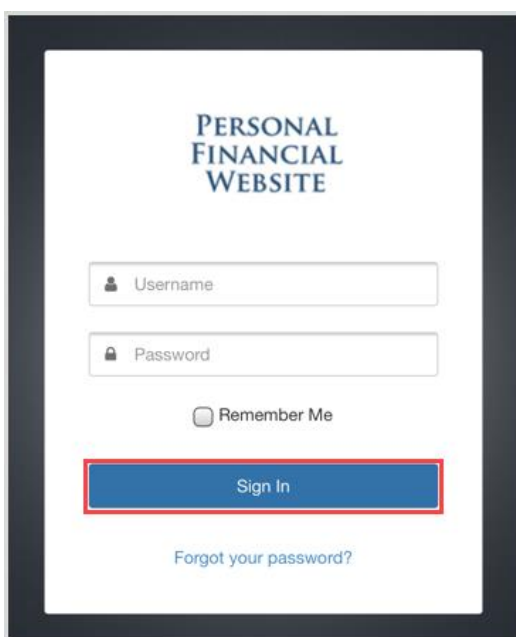 PERSONAL
FINANCIAL
WEBSITE
Username
Password
Remember Me
Sign In
Forgot your password?